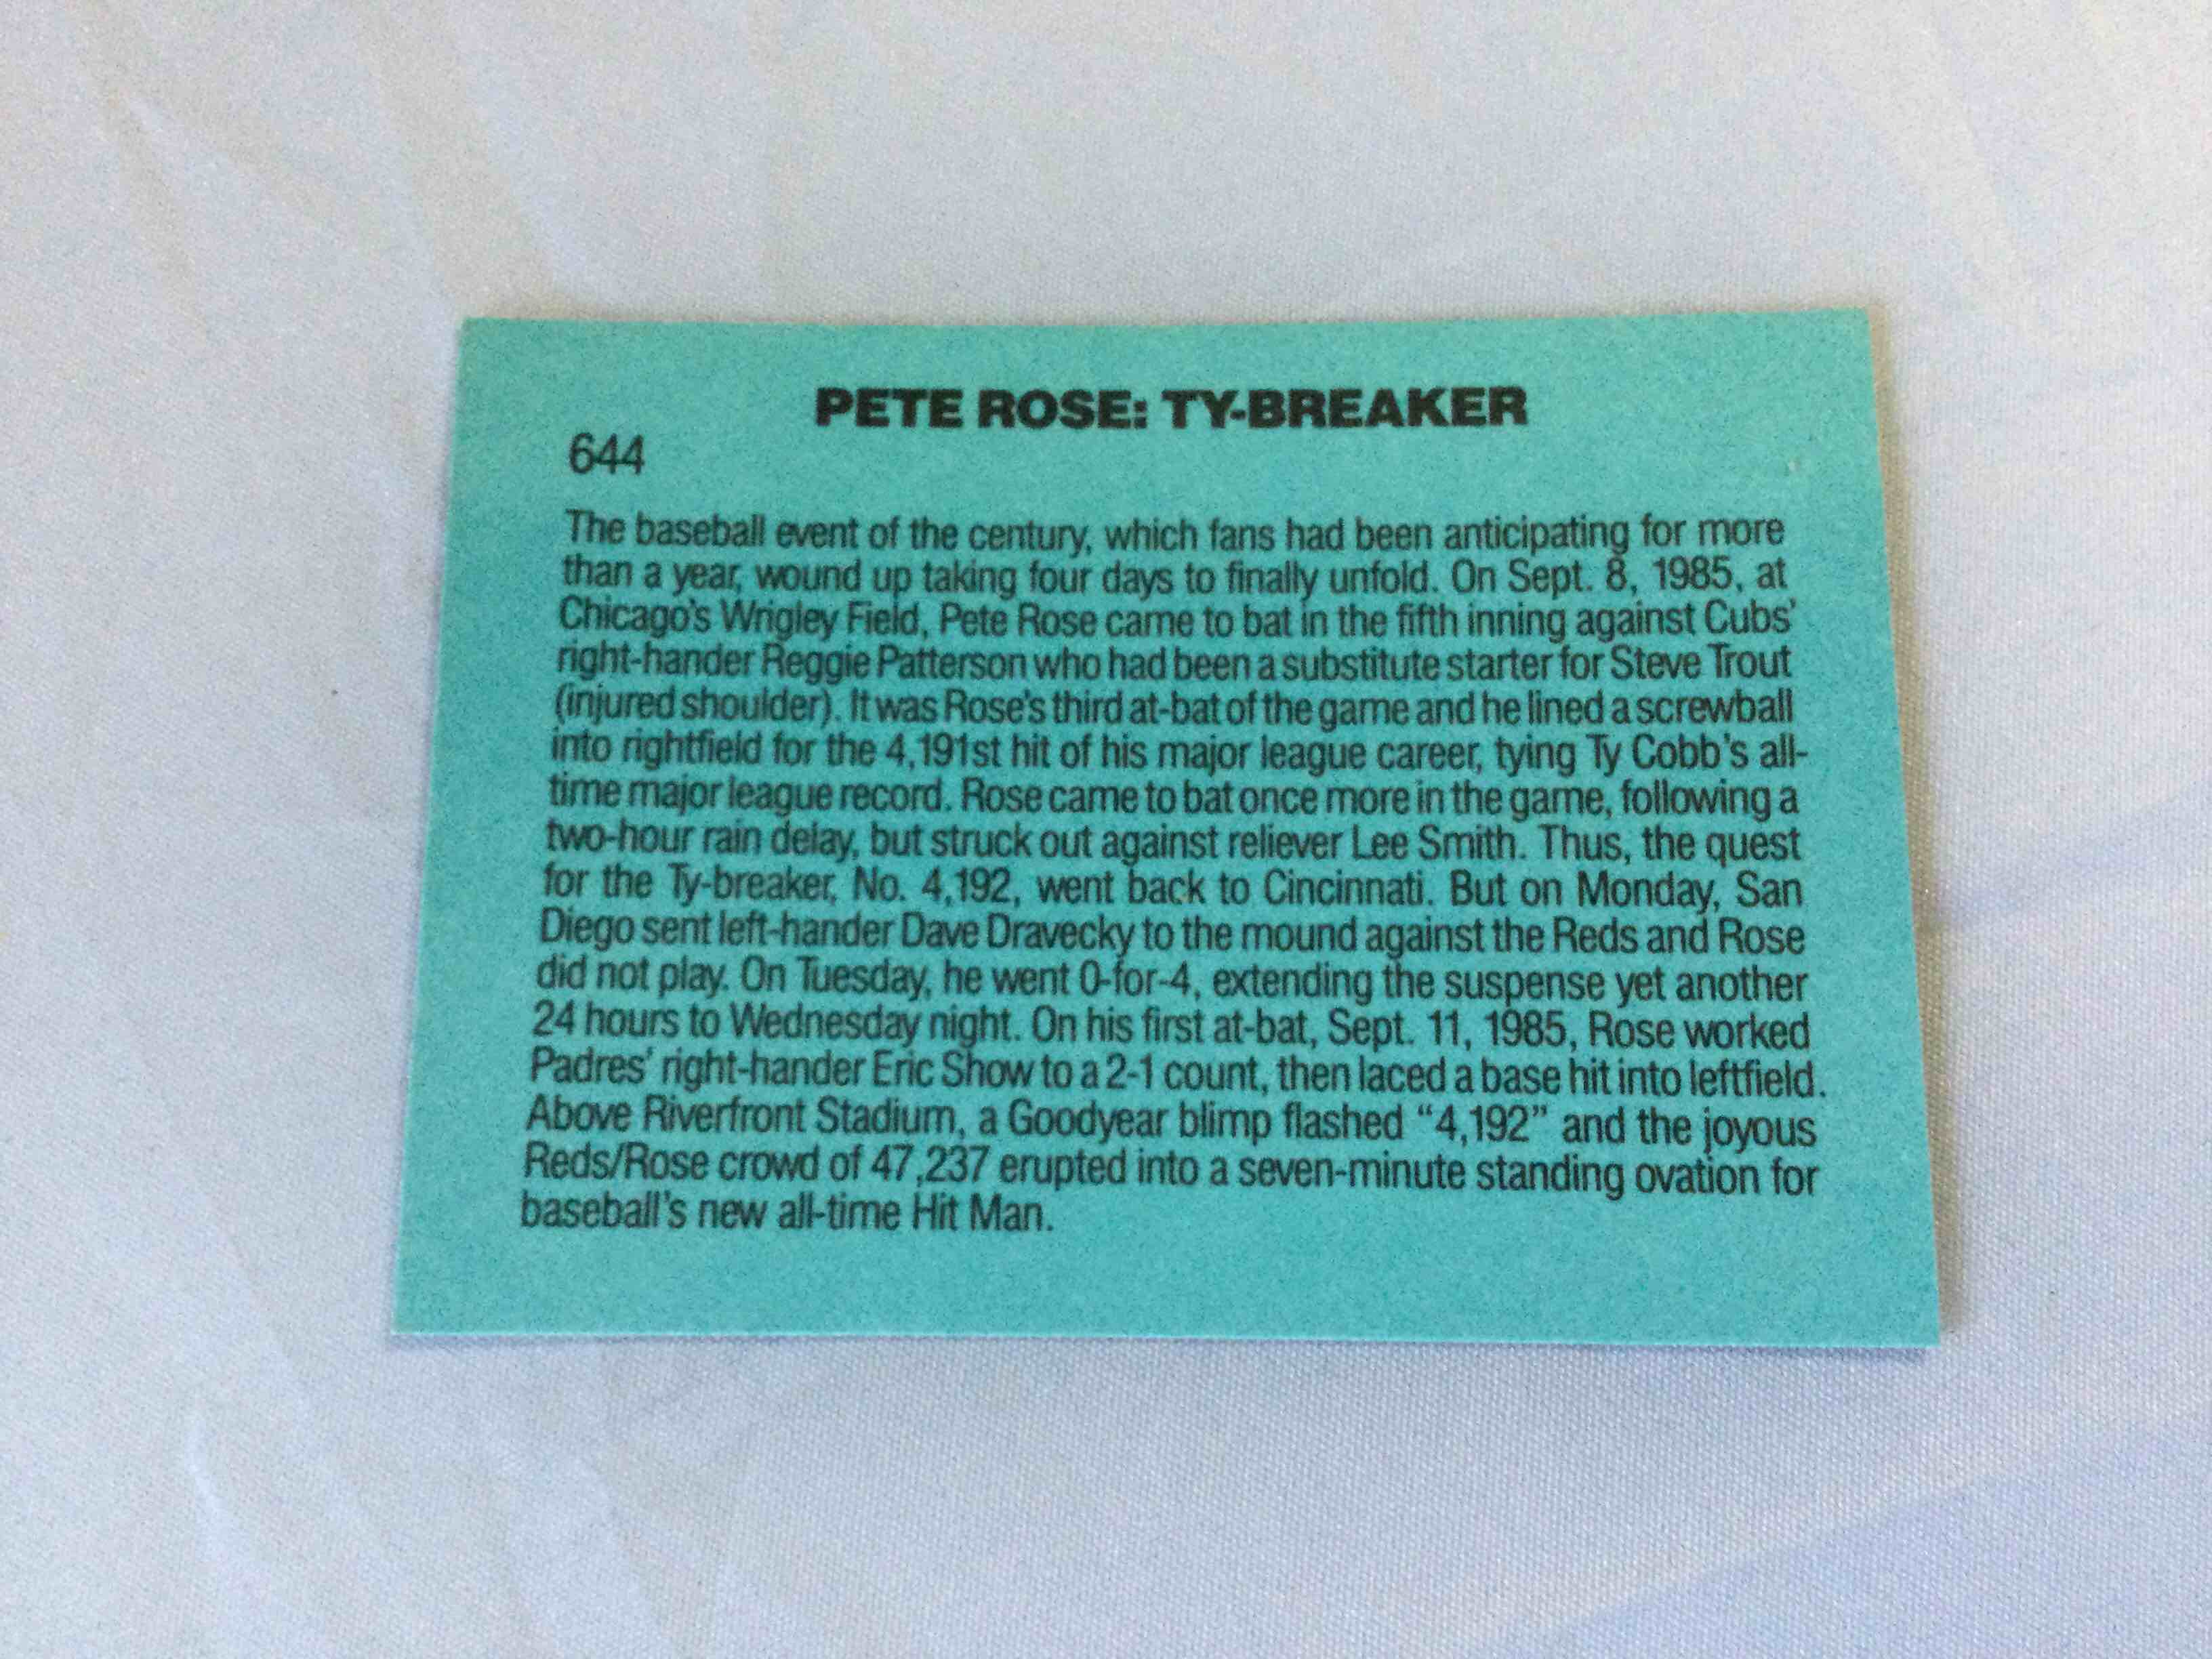 PETE ROSE: TY-BREAKER
644
The baseball event of the century, which fans had been anticipating for more
than a year, wound up taking four days to finally unfold. On Sept. 8, 1985, at
Chicago's Wrigley Field, Pete Rose came to bat in the fifth inning against Cubs'
right-hander Reggie Patterson who had been a substitute starter for Steve Trout
(injured shoulder). It was Rose's third at-bat of the game and he lined a screwball
into rightfield for the 4,191st hit of his major league career, tying Ty Cobb's all-
time major league record. Rose came to bat once more in the game, following a
two-hour rain delay, but struck out against reliever Lee Smith. Thus, the quest
for the Ty-breaker, No. 4,192, went back to Cincinnati. But on Monday, San
Diego sent left-hander Dave Dravecky to the mound against the Reds and Rose
did not play. On Tuesday, he went 0-for-4, extending the suspense yet another
24 hours to Wednesday night. On his first at-bat, Sept. 11, 1985, Rose worked
Padres' right-hander Eric Show to a 2-1 count, then laced a base hit into leftfield.
Above Riverfront Stadium, a Goodyear blimp flashed "4,192" and the joyous
Reds/Rose crowd of 47,237 erupted into a seven-minute standing ovation for
baseball's new all-time Hit Man.